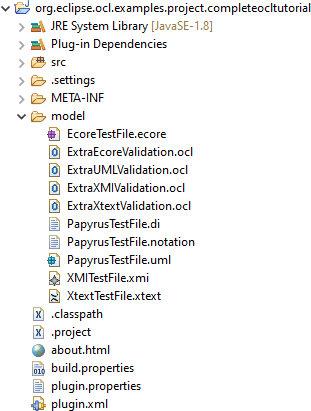 org.eclipse.ocl.examples.project.completeocltutorial
JRE System Library [JavaSE-1.8]
Plug-in Dependencies
src
.settings
META-INF
model
EcoreTestFile.ecore
ExtraEcoreValidation.ocl
ExtraUMLValidation.ocl
ExtraXMIValidation.ocl
ExtraXtextValidation.ocl
PapyrusTestFile.di
PapyrusTestFile.notation
PapyrusTestFile.uml
XMITestFile.xmi
XtextTestFile.xtext
.classpath
.project
about.html
build.properties
plugin.properties
plugin.xml